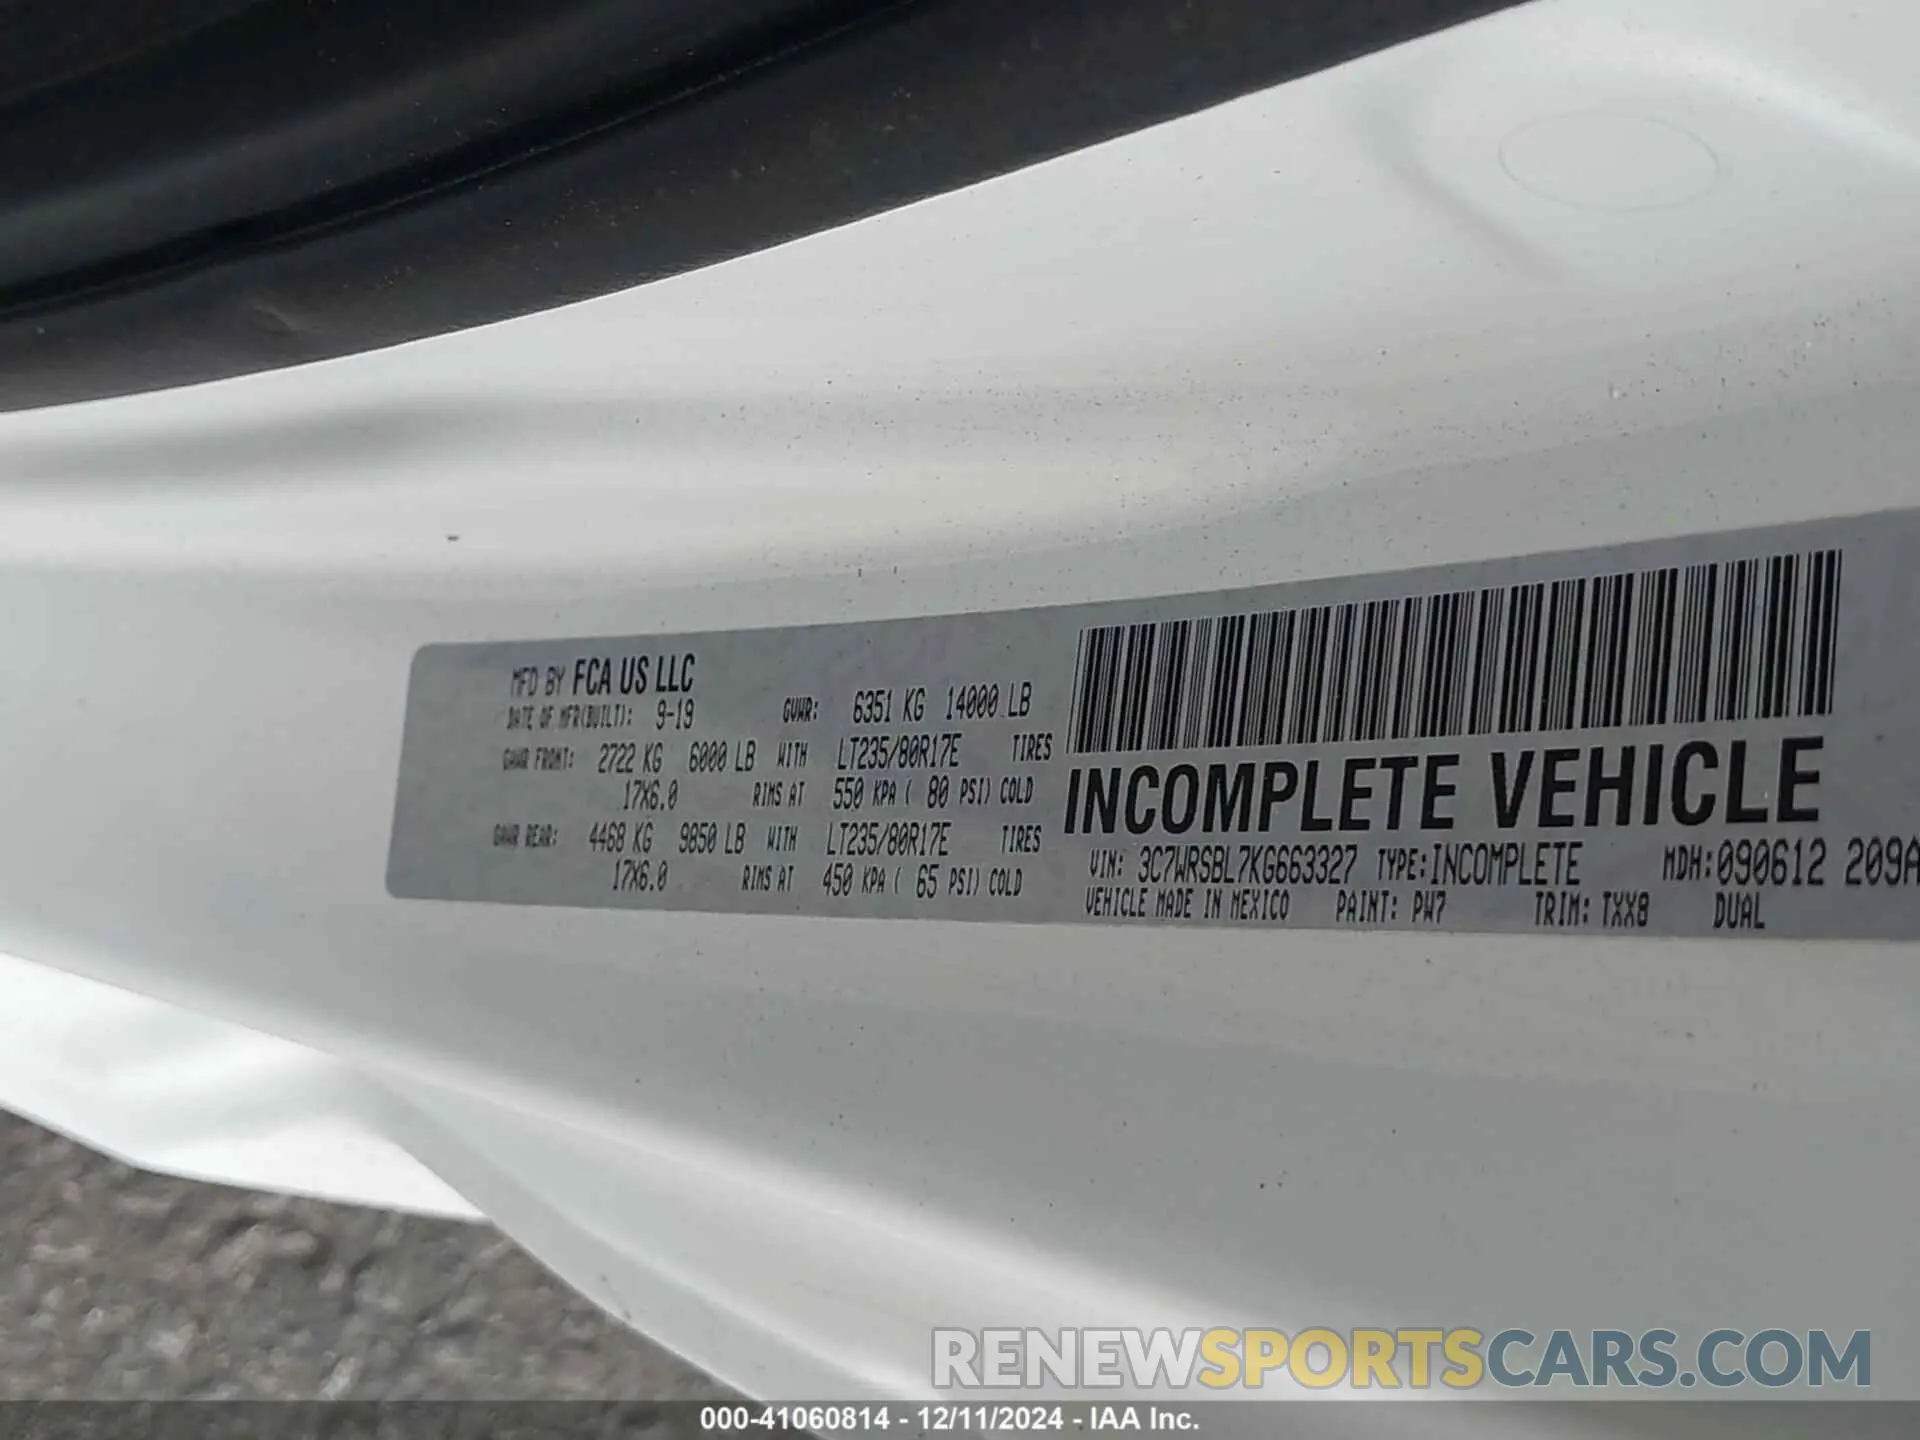 MFD BY FCA US LLC
DATE OF MFR(BUILT): 9-19 GVWR: 6351 KG 14000 LB
GAWR FRONT: 2722 KG 6000 LB WITH LT235/80R17E TIRES
17X6.0 RIMS AT 550 KPA ( 80 PSI) COLD
GAWR REAR: 4468 KG 9850 LB WITH LT235/80R17E TIRES
17X6.0 RIMS AT 450 KPA ( 65 PSI) COLD
INCOMPLETE VEHICLE
VIN: 3C7WRSBL7KG663327 TYPE:INCOMPLETE MDH:090612 209A
VEHICLE MADE IN MEXICO PAINT: PW7 TRIM: TXX8 DUAL
RENEWSPORTSCARS.COM
000-41060814 - 12/11/2024 - IAA Inc.